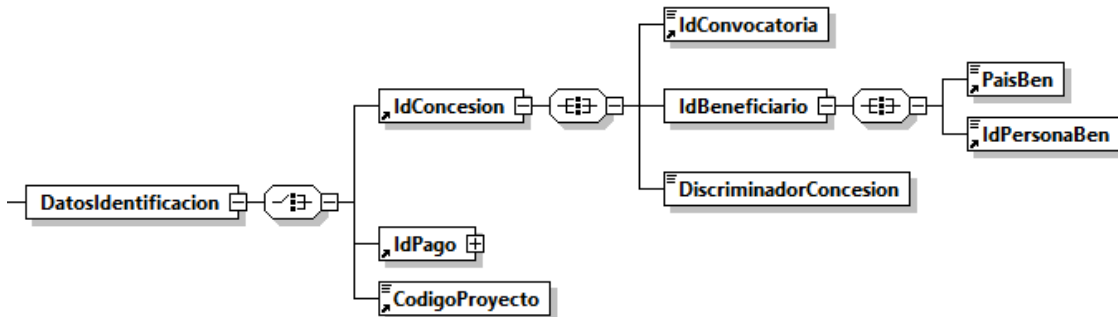 IdConvocatoria
PaisBen
IdConcesion
IdBeneficiario
IdPersonaBen
DatosIdentificacion
DiscriminadorConcesion
IdPago
CodigoProyecto